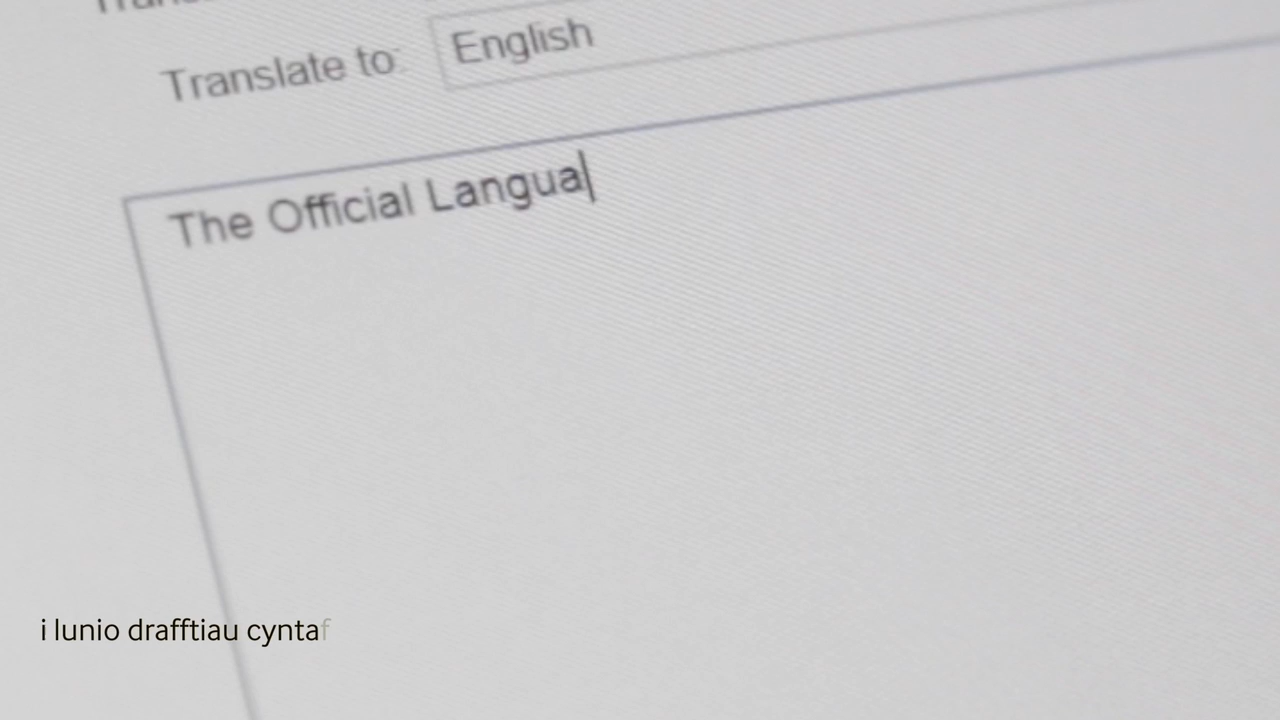 Translate to:
English
The Official Langua
i lunio drafftiau cyntaf